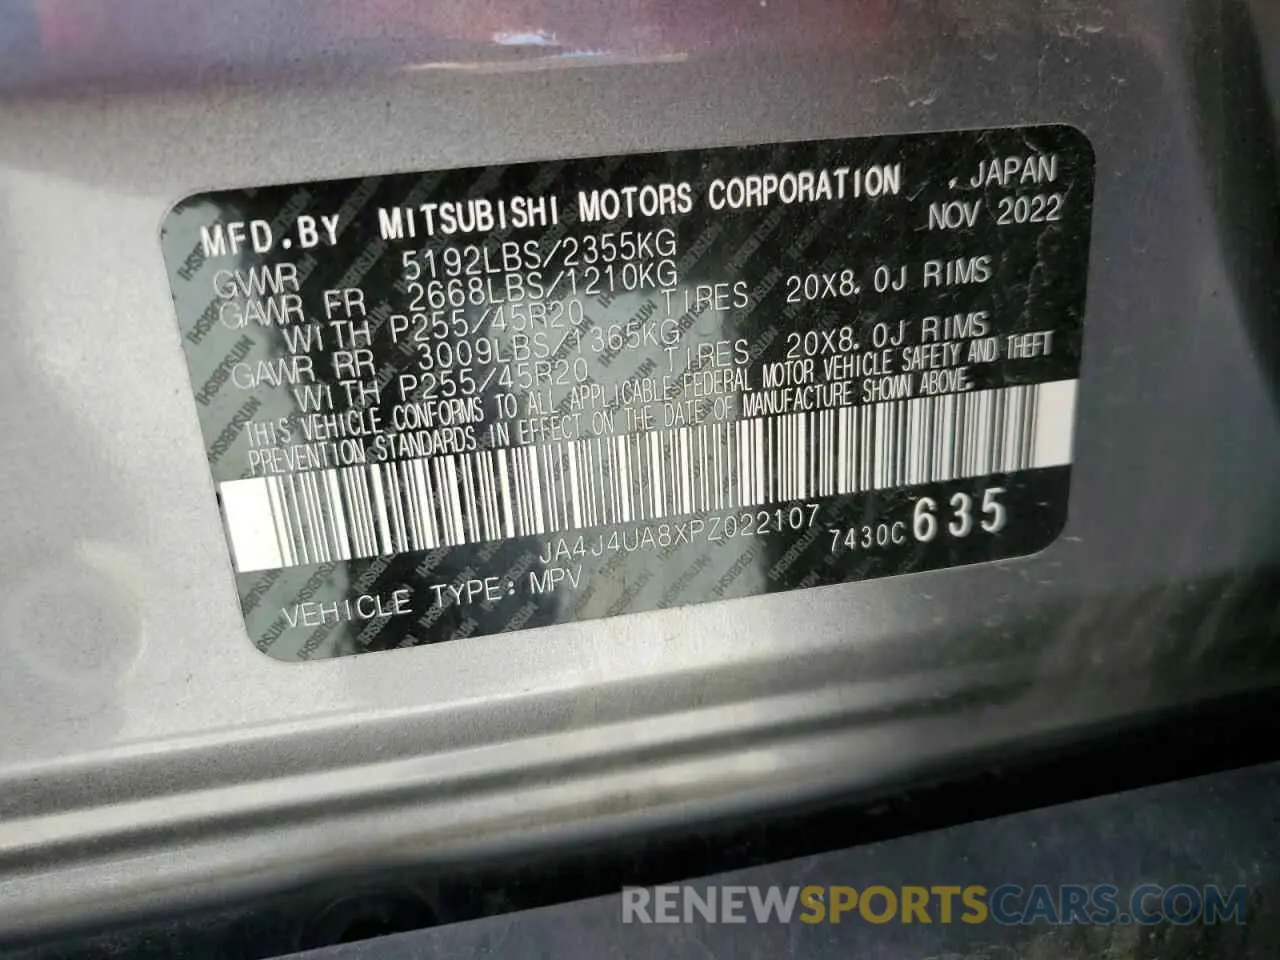 MFD.BY MITSUBISHI MOTORS CORPORATION , JAPAN
NOV 2022
GVWR 5192LBS/2355KG
GAWR FR 2668LBS/1210KG
WITH P255/45R20 TIRES 20X8.0J RIMS
GAWR RR 3009LBS/1365KG
WITH P255/45R20 TIRES 20X8.0J RIMS
THIS VEHICLE CONFORMS TO ALL APPLICABLE FEDERAL MOTOR VEHICLE SAFETY AND THEFT
PREVENTION STANDARDS IN EFFECT ON THE DATE OF MANUFACTURE SHOWN ABOVE.
JA4J4UA8XPZ022107 7430C 635
VEHICLE TYPE: MPV
RENEWSPORTSCARS.COM